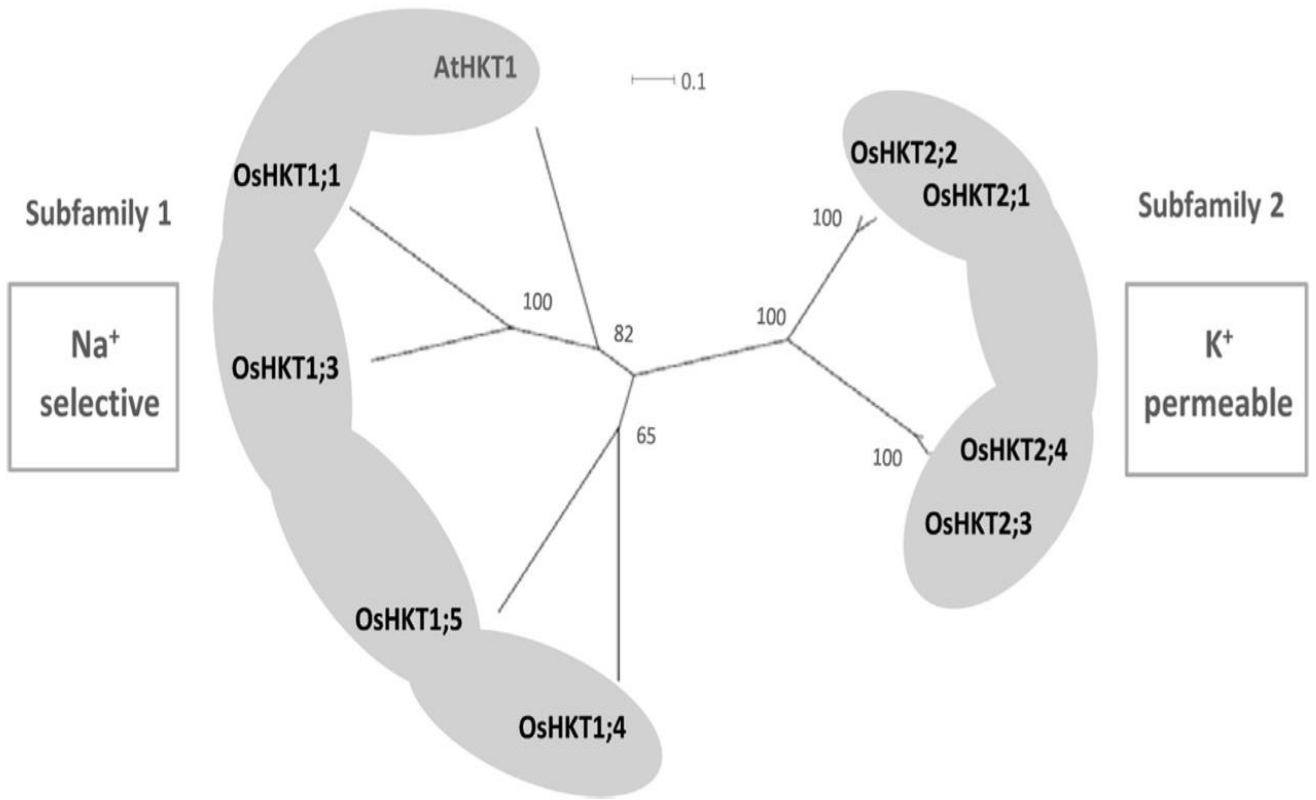 AtHKT1
0.1
OsHKT2;2
OsHKT1;1
OsHKT2;1
Subfamily 1
Subfamily 2
100
100
100
82
Na⁺
selective
OsHKT1;3
K⁺
permeable
65
100
OsHKT2;4
OsHKT2;3
OsHKT1;5
OsHKT1;4